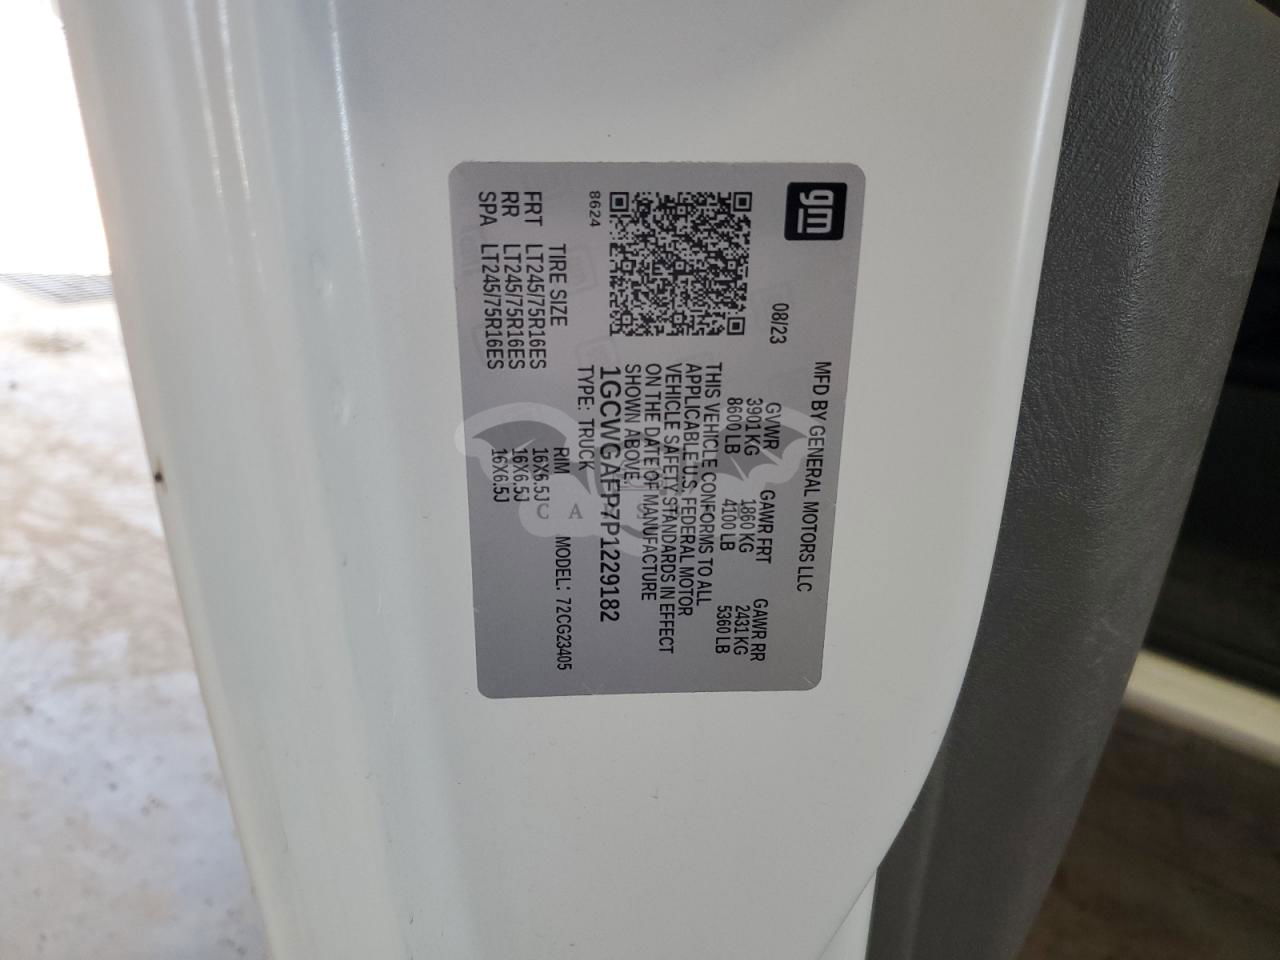 gm
MFD BY GENERAL MOTORS LLC
08/23
GVWR GAWR FRT GAWR RR
3901 KG 1860 KG 2431 KG
8600 LB 4100 LB 5360 LB
THIS VEHICLE CONFORMS TO ALL
APPLICABLE U.S. FEDERAL MOTOR
VEHICLE SAFETY STANDARDS IN EFFECT
ON THE DATE OF MANUFACTURE
SHOWN ABOVE.
8624
1GCWGAFP7P1229182
TYPE: TRUCK
TIRE SIZE RIM MODEL: 72CG23405
FRT LT245/75R16ES 16X6.5J
RR LT245/75R16ES 16X6.5J
SPA LT245/75R16ES 16X6.5J